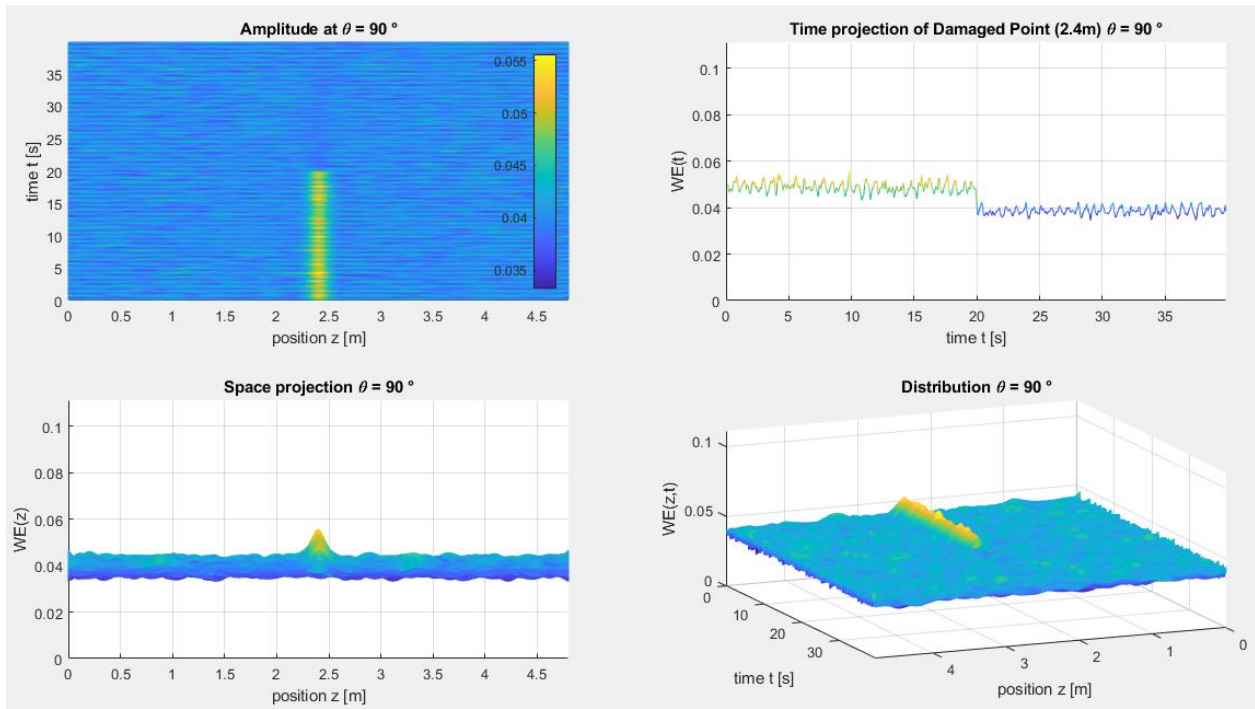 Amplitude at θ = 90 °
0.055
0.05
0.045
0.04
0.035
35
30
25
20
15
10
5
0
time t [s]
0 0.5 1 1.5 2 2.5 3 3.5 4 4.5
position z [m]
Time projection of Damaged Point (2.4m) θ = 90 °
0.1
0.08
0.06
0.04
0.02
0
WE(t)
0 5 10 15 20 25 30 35
time t [s]
Space projection θ = 90 °
0.1
0.08
0.06
0.04
0.02
0
WE(z)
0 0.5 1 1.5 2 2.5 3 3.5 4 4.5
position z [m]
Distribution θ = 90 °
0.1
0.05
0
WE(z,t)
0
10
20
30
time t [s]
4 3 2 1 0
position z [m]